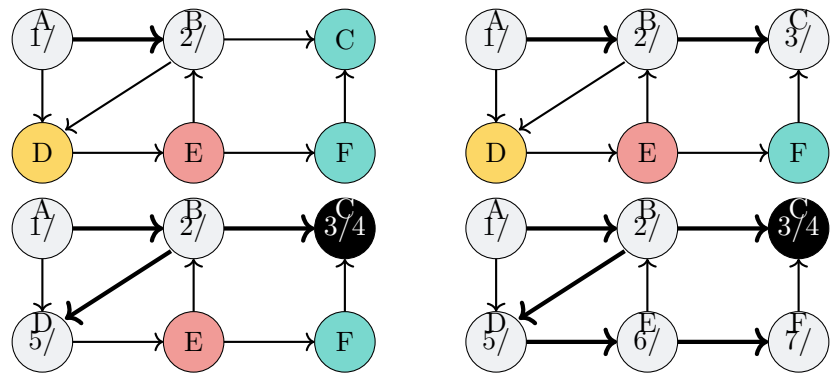 A B C A B C
1/ 2/ 1/ 2/ 3/
D E F D E F
A B C A B C
1/ 2/ 3/4 1/ 2/ 3/4
D D E F
5/ E F 5/ 6/ 7/